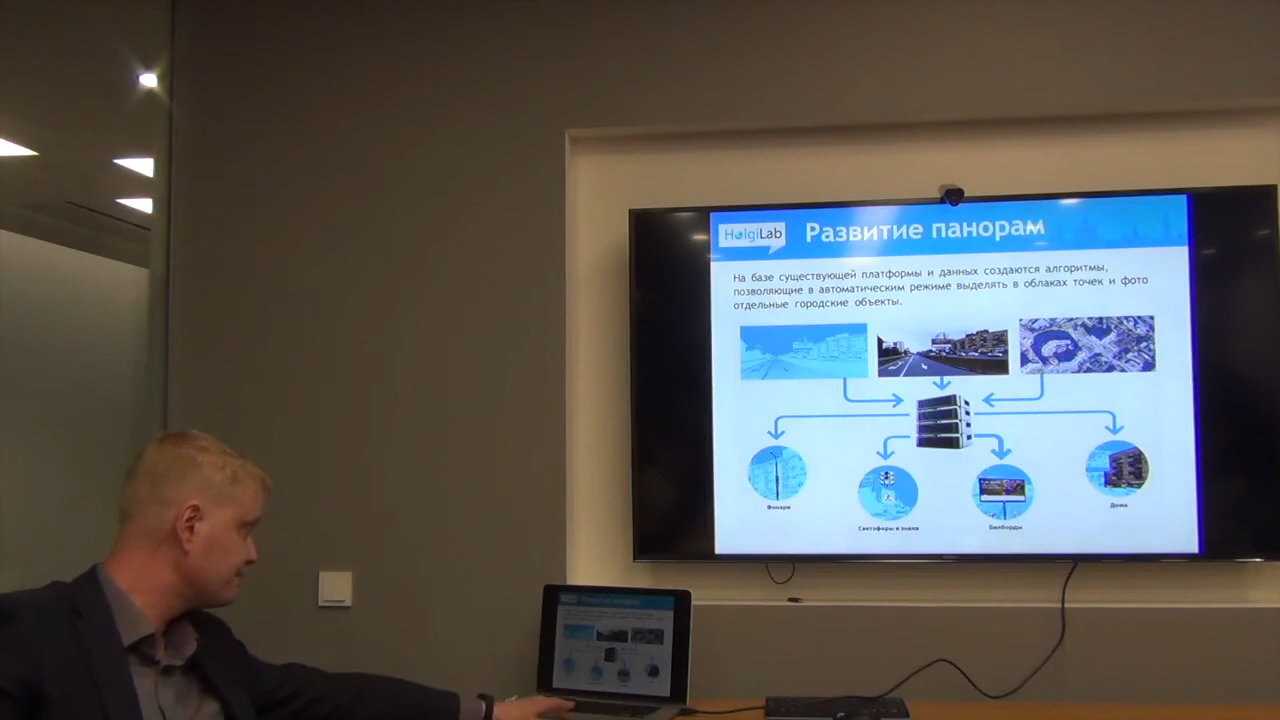 HolgiLab
Развитие панорам
На базе существующей платформы и данных создаются алгоритмы,
позволяющие в автоматическом режиме выделять в облаках точек и фото
отдельные городские объекты.
Фонари
Светофоры и знаки
Билборды
Дома